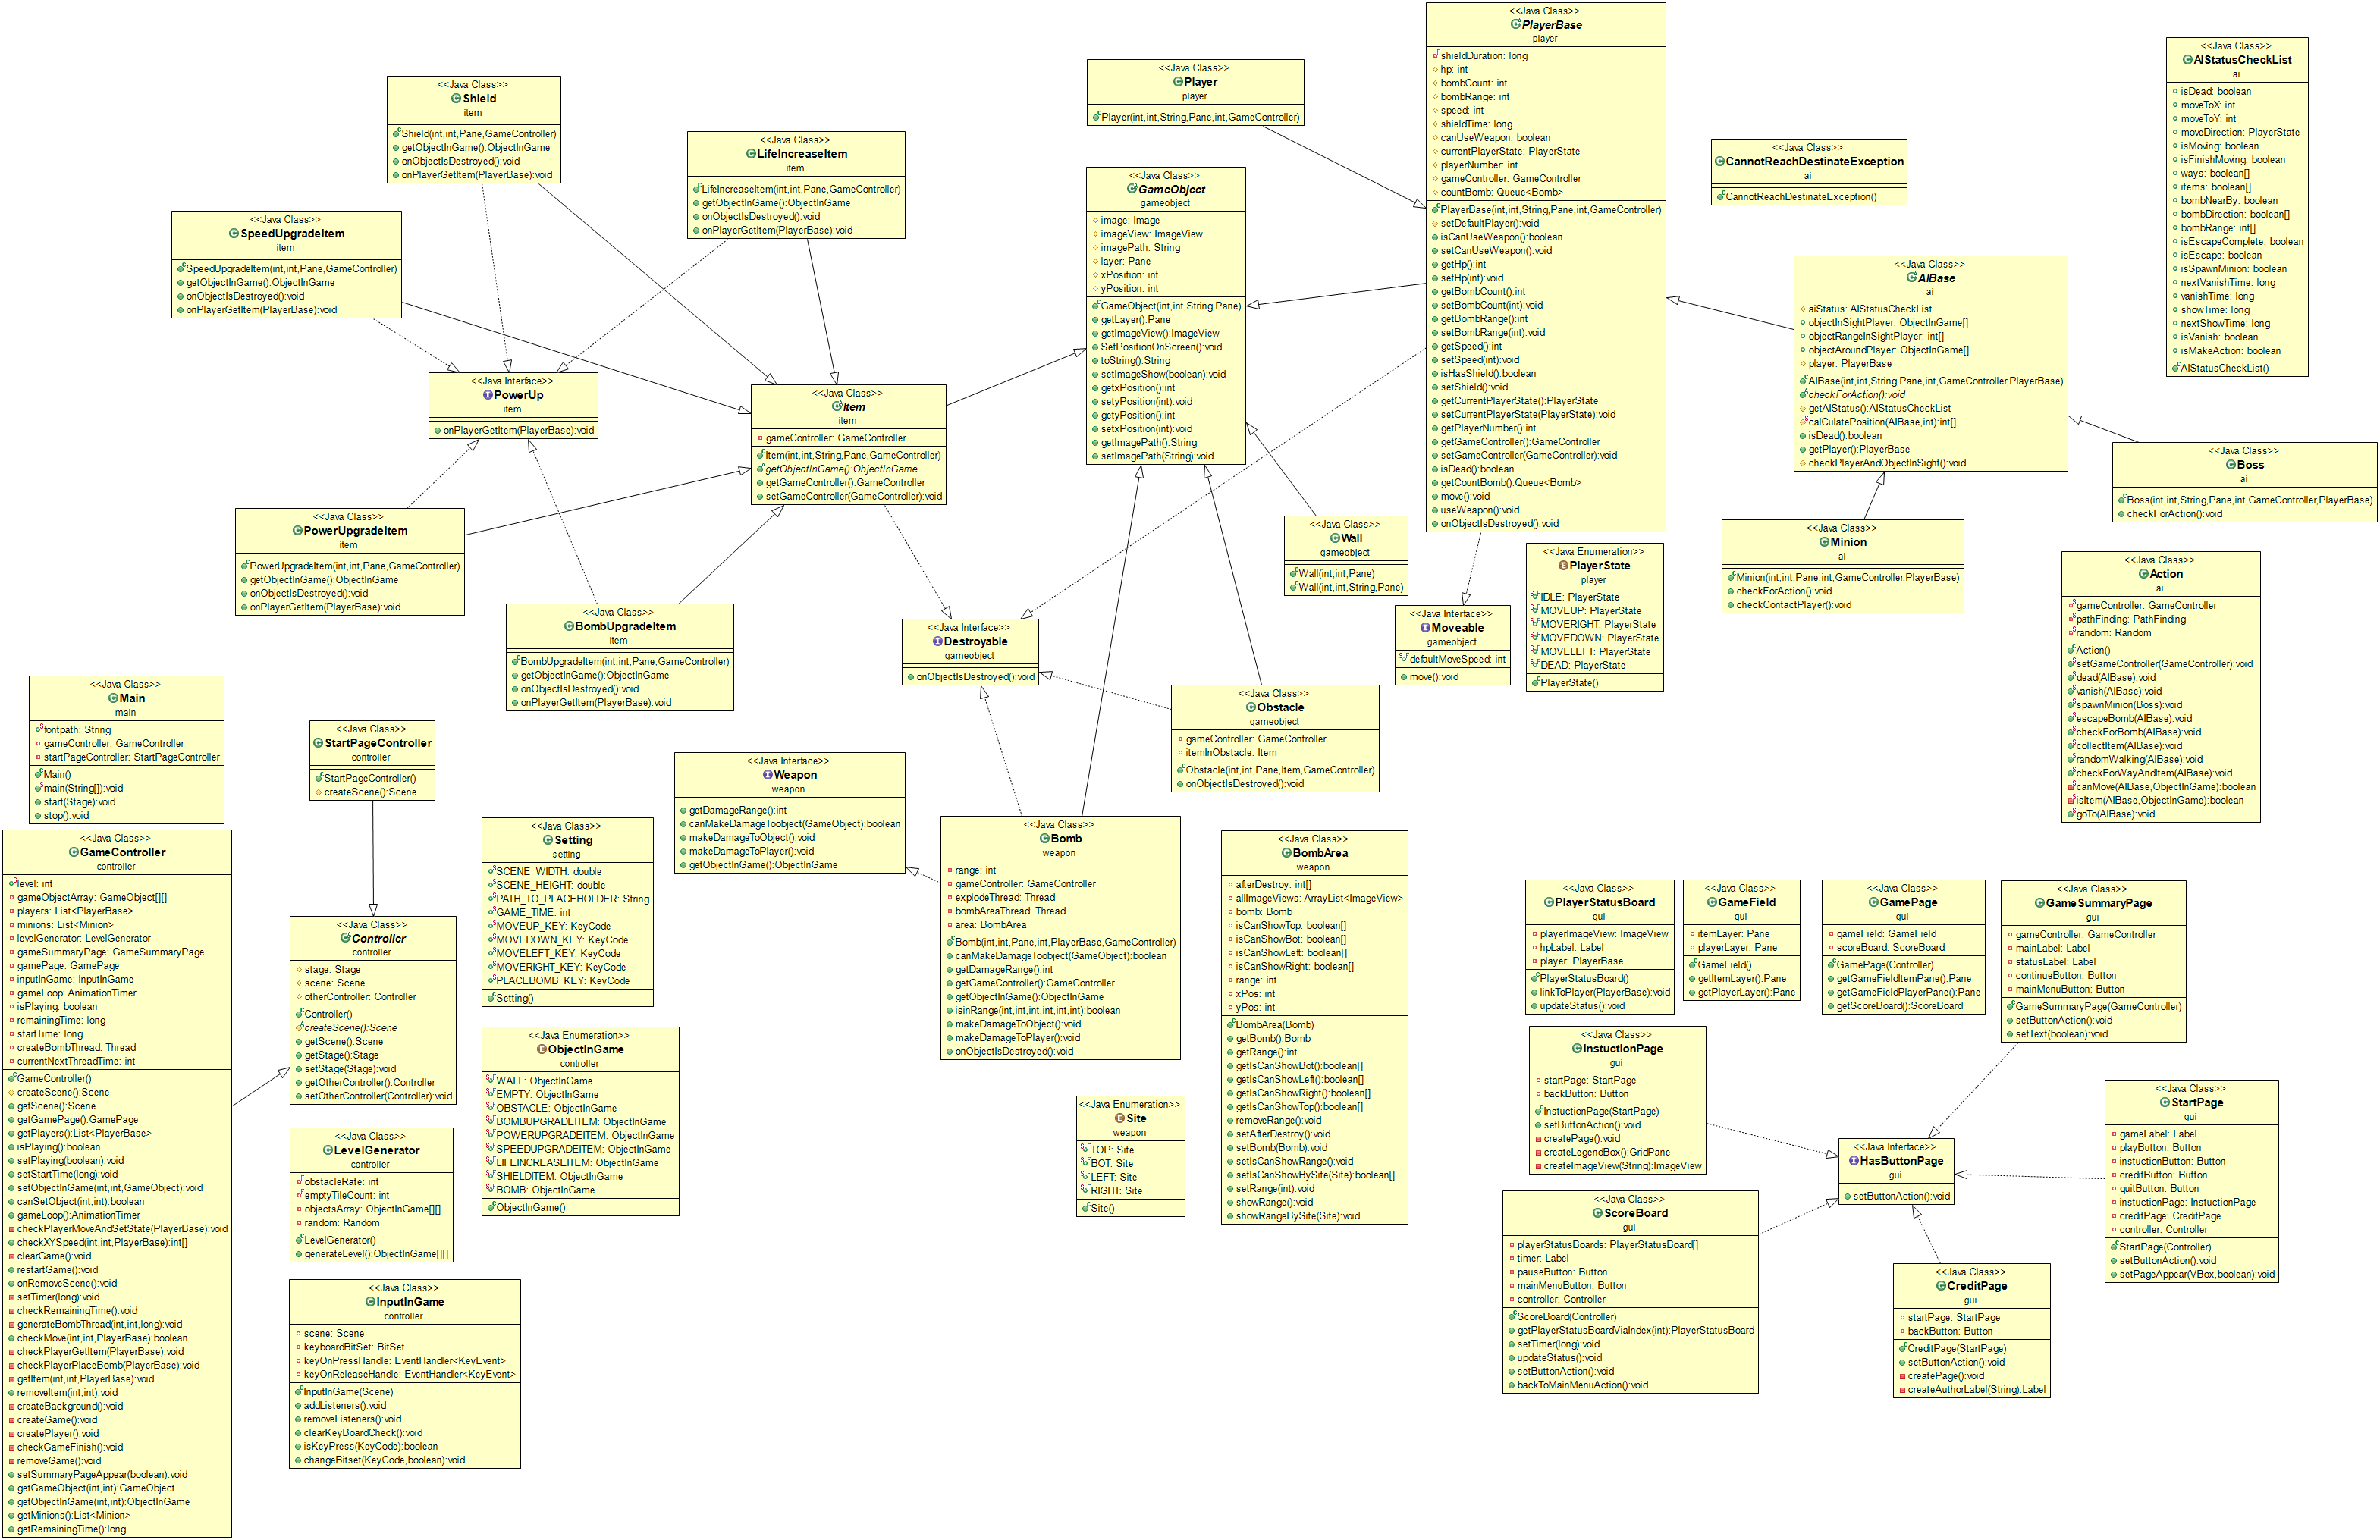 <<Java Class>>
Shield
item
Shield(int,int,Pane,GameController)
getObjectInGame():ObjectInGame
onObjectIsDestroyed():void
onPlayerGetItem(PlayerBase):void
<<Java Class>>
LifeIncreaseItem
item
LifeIncreaseItem(int,int,Pane,GameController)
getObjectInGame():ObjectInGame
onObjectIsDestroyed():void
onPlayerGetItem(PlayerBase):void
<<Java Class>>
SpeedUpgradeItem
item
SpeedUpgradeItem(int,int,Pane,GameController)
getObjectInGame():ObjectInGame
onObjectIsDestroyed():void
onPlayerGetItem(PlayerBase):void
<<Java Interface>>
PowerUp
item
onPlayerGetItem(PlayerBase):void
<<Java Class>>
Item
item
gameController: GameController
Item(int,int,String,Pane,GameController)
getObjectInGame():ObjectInGame
getGameController():GameController
setGameController(GameController):void
<<Java Class>>
PowerUpgradeItem
item
PowerUpgradeItem(int,int,Pane,GameController)
getObjectInGame():ObjectInGame
onObjectIsDestroyed():void
onPlayerGetItem(PlayerBase):void
<<Java Class>>
BombUpgradeItem
item
BombUpgradeItem(int,int,Pane,GameController)
getObjectInGame():ObjectInGame
onObjectIsDestroyed():void
onPlayerGetItem(PlayerBase):void
<<Java Class>>
Player
player
Player(int,int,String,Pane,int,GameController)
<<Java Class>>
GameObject
gameobject
image: Image
imageView: ImageView
imagePath: String
layer: Pane
xPosition: int
yPosition: int
GameObject(int,int,String,Pane)
getLayer():Pane
getImageView():ImageView
SetPositionOnScreen():void
toString():String
setImageShow(boolean):void
getxPosition():int
setyPosition(int):void
getyPosition():int
setxPosition(int):void
getImagePath():String
setImagePath(String):void
<<Java Class>>
PlayerBase
player
shieldDuration: long
hp: int
bombCount: int
bombRange: int
speed: int
shieldTime: long
canUseWeapon: boolean
currentPlayerState: PlayerState
playerNumber: int
gameController: GameController
countBomb: Queue<Bomb>
PlayerBase(int,int,String,Pane,int,GameController)
setDefaultPlayer():void
isCanUseWeapon():boolean
setCanUseWeapon():void
getHp():int
setHp(int):void
getBombCount():int
setBombCount(int):void
getBombRange():int
setBombRange(int):void
getSpeed():int
setSpeed(int):void
isHasShield():boolean
setShield():void
getCurrentPlayerState():PlayerState
setCurrentPlayerState(PlayerState):void
getPlayerNumber():int
getGameController():GameController
setGameController(GameController):void
isDead():boolean
getCountBomb():Queue<Bomb>
move():void
useWeapon():void
onObjectIsDestroyed():void
<<Java Class>>
CannotReachDestinateException
ai
CannotReachDestinateException()
<<Java Class>>
AIStatusCheckList
ai
isDead: boolean
moveToX: int
moveToY: int
moveDirection: PlayerState
isMoving: boolean
isFinishMoving: boolean
ways: boolean[]
items: boolean[]
bombNearBy: boolean
bombDirection: boolean[]
bombRange: int[]
isEscapeComplete: boolean
isEscape: boolean
isSpawnMinion: boolean
nextVanishTime: long
vanishTime: long
showTime: long
nextShowTime: long
isVanish: boolean
isMakeAction: boolean
AIStatusCheckList()
<<Java Class>>
AIBase
ai
aiStatus: AIStatusCheckList
objectInSightPlayer: ObjectInGame[]
objectRangeInSightPlayer: int[]
objectAroundPlayer: ObjectInGame[]
player: PlayerBase
AIBase(int,int,String,Pane,int,GameController,PlayerBase)
checkForAction():void
getAIStatus():AIStatusCheckList
calCulatePosition(AIBase,int):int[]
isDead():boolean
getPlayer():PlayerBase
checkPlayerAndObjectInSight():void
<<Java Class>>
Boss
ai
Boss(int,int,String,Pane,int,GameController,PlayerBase)
checkForAction():void
<<Java Class>>
Minion
ai
Minion(int,int,Pane,int,GameController,PlayerBase)
checkForAction():void
checkContactPlayer():void
<<Java Class>>
Action
ai
gameController: GameController
pathFinding: PathFinding
random: Random
Action()
setGameController(GameController):void
dead(AIBase):void
vanish(AIBase):void
spawnMinion(Boss):void
escapeBomb(AIBase):void
checkForBomb(AIBase):void
collectItem(AIBase):void
randomWalking(AIBase):void
checkForWayAndItem(AIBase):void
canMove(AIBase,ObjectInGame):boolean
isItem(AIBase,ObjectInGame):boolean
goTo(AIBase):void
<<Java Class>>
Wall
gameobject
Wall(int,int,Pane)
Wall(int,int,String,Pane)
<<Java Enumeration>>
PlayerState
player
IDLE: PlayerState
MOVEUP: PlayerState
MOVERIGHT: PlayerState
MOVEDOWN: PlayerState
MOVELEFT: PlayerState
DEAD: PlayerState
PlayerState()
<<Java Interface>>
Moveable
gameobject
defaultMoveSpeed: int
move():void
<<Java Interface>>
Destroyable
gameobject
onObjectIsDestroyed():void
<<Java Class>>
Obstacle
gameobject
gameController: GameController
itemInObstacle: Item
Obstacle(int,int,Pane,Item,GameController)
onObjectIsDestroyed():void
<<Java Class>>
Main
main
fontpath: String
gameController: GameController
startPageController: StartPageController
Main()
main(String[]):void
start(Stage):void
stop():void
<<Java Class>>
StartPageController
controller
StartPageController()
createScene():Scene
<<Java Class>>
GameController
controller
level: int
gameObjectArray: GameObject[][]
players: List<PlayerBase>
minions: List<Minion>
levelGenerator: LevelGenerator
gameSummaryPage: GameSummaryPage
gamePage: GamePage
inputInGame: InputInGame
gameLoop: AnimationTimer
isPlaying: boolean
remainingTime: long
startTime: long
createBombThread: Thread
currentNextThreadTime: int
GameController()
createScene():Scene
getScene():Scene
getGamePage():GamePage
getPlayers():List<PlayerBase>
isPlaying():boolean
setPlaying(boolean):void
setStartTime(long):void
setObjectInGame(int,int,GameObject):void
canSetObject(int,int):boolean
gameLoop():AnimationTimer
checkPlayerMoveAndSetState(PlayerBase):void
checkXYSpeed(int,int,PlayerBase):int[]
clearGame():void
restartGame():void
onRemoveScene():void
setTimer(long):void
checkRemainingTime():void
generateBombThread(int,int,long):void
checkMove(int,int,PlayerBase):boolean
checkPlayerGetItem(PlayerBase):void
checkPlayerPlaceBomb(PlayerBase):void
getItem(int,int,PlayerBase):void
removeItem(int,int):void
createBackground():void
createGame():void
createPlayer():void
checkGameFinish():void
removeGame():void
setSummaryPageAppear(boolean):void
getGameObject(int,int):GameObject
getObjectInGame(int,int):ObjectInGame
getMinions():List<Minion>
getRemainingTime():long
<<Java Class>>
Controller
controller
stage: Stage
scene: Scene
otherController: Controller
Controller()
createScene():Scene
getScene():Scene
getStage():Stage
setStage(Stage):void
getOtherController():Controller
setOtherController(Controller):void
<<Java Class>>
LevelGenerator
controller
obstacleRate: int
emptyTileCount: int
objectsArray: ObjectInGame[][]
random: Random
LevelGenerator()
generateLevel():ObjectInGame[][]
<<Java Class>>
InputInGame
controller
scene: Scene
keyboardBitSet: BitSet
keyOnPressHandle: EventHandler<KeyEvent>
keyOnReleaseHandle: EventHandler<KeyEvent>
InputInGame(Scene)
addListeners():void
removeListeners():void
clearKeyBoardCheck():void
isKeyPress(KeyCode):boolean
changeBitset(KeyCode,boolean):void
<<Java Class>>
Setting
setting
SCENE_WIDTH: double
SCENE_HEIGHT: double
PATH_TO_PLACEHOLDER: String
GAME_TIME: int
MOVEUP_KEY: KeyCode
MOVEDOWN_KEY: KeyCode
MOVELEFT_KEY: KeyCode
MOVERIGHT_KEY: KeyCode
PLACEBOMB_KEY: KeyCode
Setting()
<<Java Enumeration>>
ObjectInGame
controller
WALL: ObjectInGame
EMPTY: ObjectInGame
OBSTACLE: ObjectInGame
BOMBUPGRADEITEM: ObjectInGame
POWERUPGRADEITEM: ObjectInGame
SPEEDUPGRADEITEM: ObjectInGame
LIFEINCREASEITEM: ObjectInGame
SHIELDITEM: ObjectInGame
BOMB: ObjectInGame
ObjectInGame()
<<Java Interface>>
Weapon
weapon
getDamageRange():int
canMakeDamageToobject(GameObject):boolean
makeDamageToObject():void
makeDamageToPlayer():void
getObjectInGame():ObjectInGame
<<Java Class>>
Bomb
weapon
range: int
gameController: GameController
explodeThread: Thread
bombAreaThread: Thread
area: BombArea
Bomb(int,int,Pane,int,PlayerBase,GameController)
canMakeDamageToobject(GameObject):boolean
getDamageRange():int
getGameController():GameController
getObjectInGame():ObjectInGame
isinRange(int,int,int,int,int,int):boolean
makeDamageToObject():void
makeDamageToPlayer():void
onObjectIsDestroyed():void
<<Java Class>>
BombArea
weapon
afterDestroy: int[]
allImageViews: ArrayList<ImageView>
bomb: Bomb
isCanShowTop: boolean[]
isCanShowBot: boolean[]
isCanShowLeft: boolean[]
isCanShowRight: boolean[]
range: int
xPos: int
yPos: int
BombArea(Bomb)
getBomb():Bomb
getRange():int
getIsCanShowBot():boolean[]
getIsCanShowLeft():boolean[]
getIsCanShowRight():boolean[]
getIsCanShowTop():boolean[]
removeRange():void
setAfterDestroy():void
setBomb(Bomb):void
setIsCanShowRange():void
setIsCanShowBySite(Site):boolean[]
setRange(int):void
showRange():void
showRangeBySite(Site):void
<<Java Enumeration>>
Site
weapon
TOP: Site
BOT: Site
LEFT: Site
RIGHT: Site
Site()
<<Java Class>>
PlayerStatusBoard
gui
playerImageView: ImageView
hpLabel: Label
player: PlayerBase
PlayerStatusBoard()
linkToPlayer(PlayerBase):void
updateStatus():void
<<Java Class>>
GameField
gui
itemLayer: Pane
playerLayer: Pane
GameField()
getItemLayer():Pane
getPlayerLayer():Pane
<<Java Class>>
GamePage
gui
gameField: GameField
scoreBoard: ScoreBoard
GamePage(Controller)
getGameFieldItemPane():Pane
getGameFieldPlayerPane():Pane
getScoreBoard():ScoreBoard
<<Java Class>>
GameSummaryPage
gui
gameController: GameController
mainLabel: Label
statusLabel: Label
continueButton: Button
mainMenuButton: Button
GameSummaryPage(GameController)
setButtonAction():void
setText(boolean):void
<<Java Class>>
InstuctionPage
gui
startPage: StartPage
backButton: Button
InstuctionPage(StartPage)
setButtonAction():void
createPage():void
createLegendBox():GridPane
createImageView(String):ImageView
<<Java Interface>>
HasButtonPage
gui
setButtonAction():void
<<Java Class>>
StartPage
gui
gameLabel: Label
playButton: Button
instuctionButton: Button
creditButton: Button
quitButton: Button
instuctionPage: InstuctionPage
creditPage: CreditPage
controller: Controller
StartPage(Controller)
setButtonAction():void
setPageAppear(VBox,boolean):void
<<Java Class>>
ScoreBoard
gui
playerStatusBoards: PlayerStatusBoard[]
timer: Label
pauseButton: Button
mainMenuButton: Button
controller: Controller
ScoreBoard(Controller)
getPlayerStatusBoardViaIndex(int):PlayerStatusBoard
setTimer(long):void
updateStatus():void
setButtonAction():void
backToMainMenuAction():void
<<Java Class>>
CreditPage
gui
startPage: StartPage
backButton: Button
CreditPage(StartPage)
setButtonAction():void
createPage():void
createAuthorLabel(String):Label